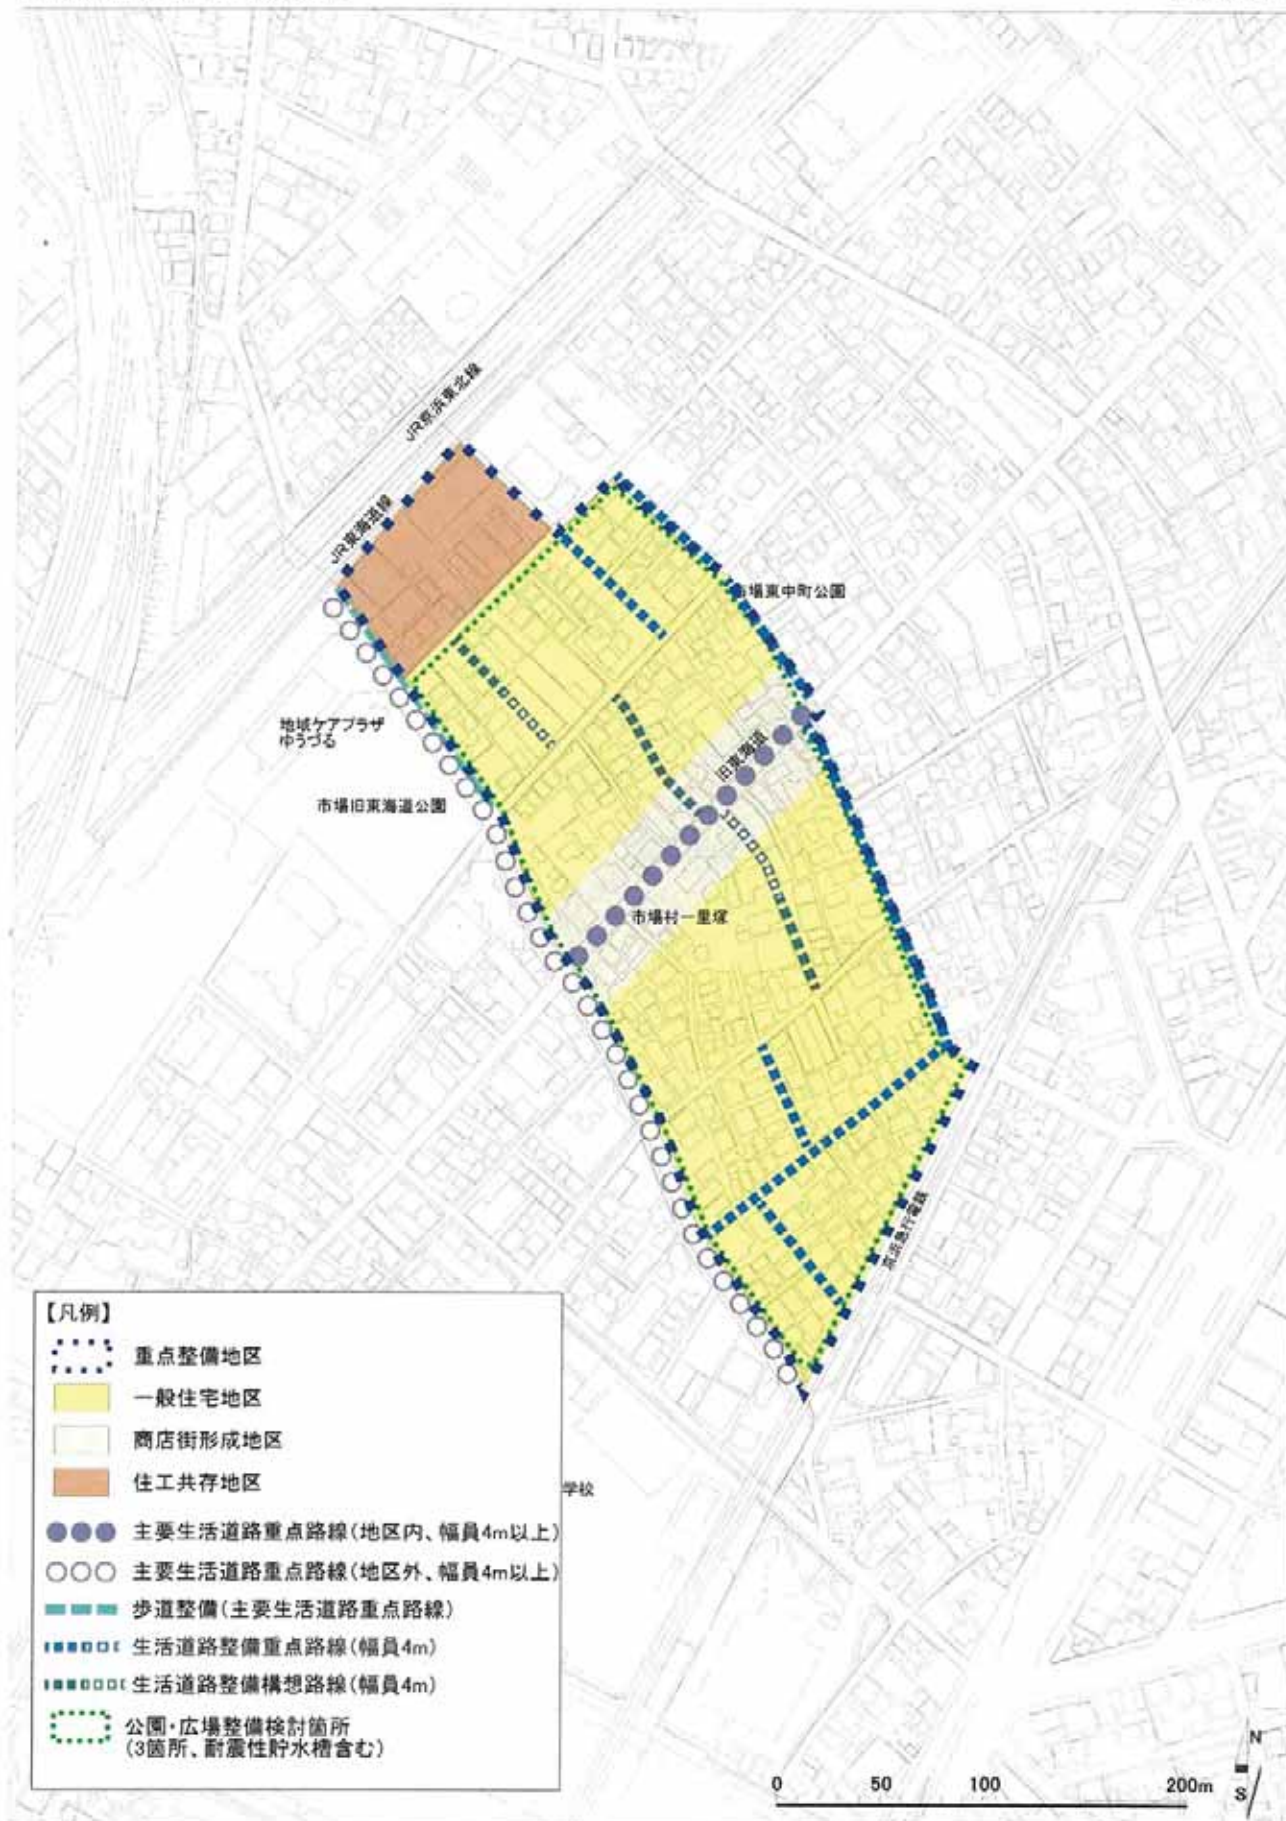 JR京浜東北線
JR東海道線
市場東中町公園
地域ケアプラザ
ゆうづる
旧東海道
市場旧東海道公園
市場村一里塚
京浜急行電鉄
【凡例】
重点整備地区
一般住宅地区
商店街形成地区
住工共存地区
学校
主要生活道路重点路線(地区内、幅員4m以上)
主要生活道路重点路線(地区外、幅員4m以上)
歩道整備(主要生活道路重点路線)
生活道路整備重点路線(幅員4m)
生活道路整備構想路線(幅員4m)
公園・広場整備検討箇所
(3箇所、耐震性貯水槽含む)
0 50 100 200m
N
S